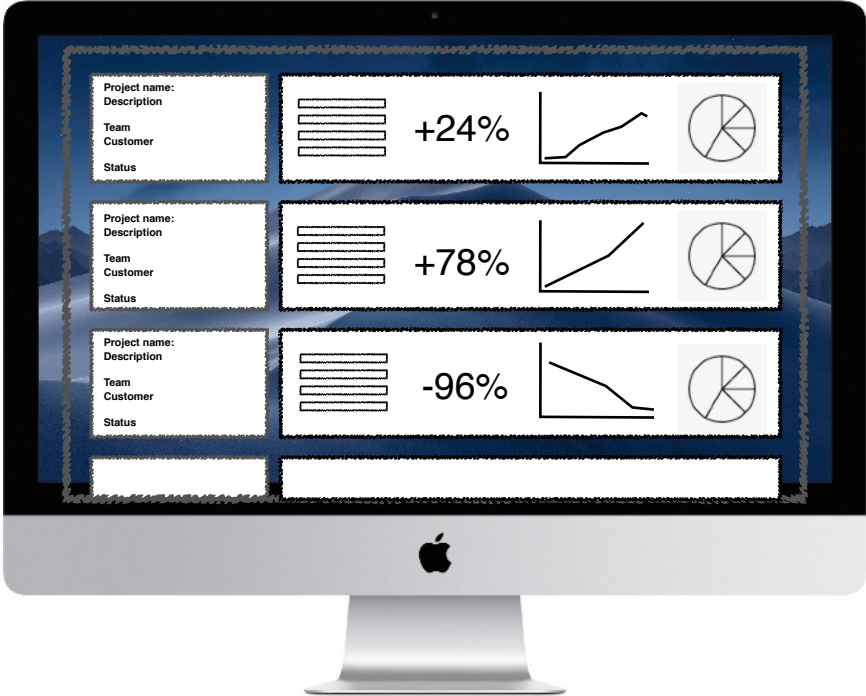 Project name:
Description
Team
Customer
Status
+24%
Project name:
Description
Team
Customer
Status
+78%
Project name:
Description
Team
Customer
Status
-96%